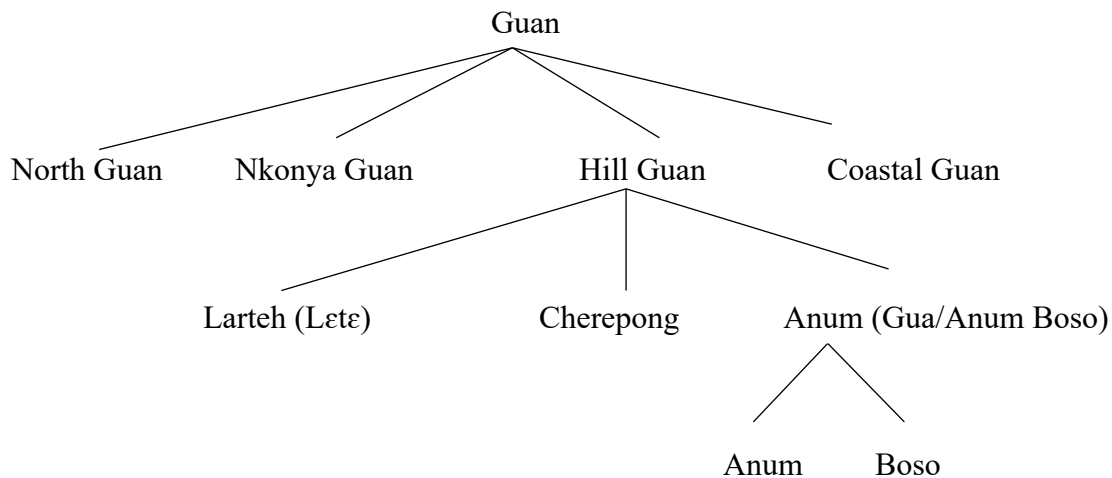 Guan
North Guan Nkonya Guan Hill Guan Coastal Guan
Larteh (Lɛtɛ) Cherepong Anum (Gua/Anum Boso)
Anum Boso